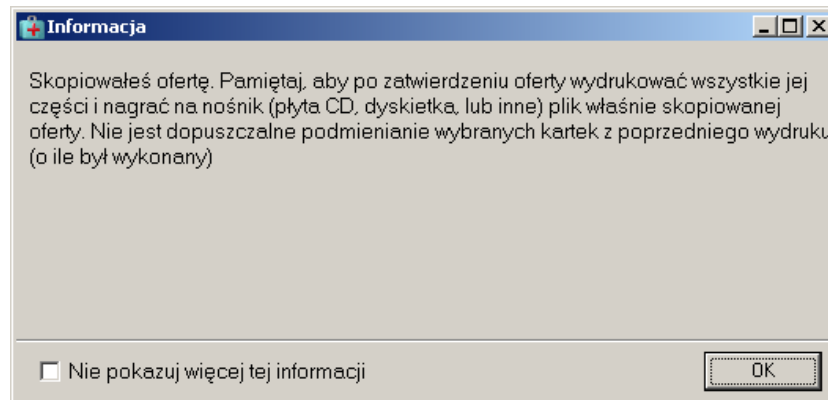 Informacja
Skopiowałeś ofertę. Pamiętaj, aby po zatwierdzeniu oferty wydrukować wszystkie jej
części i nagrać na nośnik (płyta CD, dyskietka, lub inne) plik właśnie skopiowanej
oferty. Nie jest dopuszczalne podmienianie wybranych kartek z poprzedniego wydruku
(o ile był wykonany)
Nie pokazuj więcej tej informacji
OK